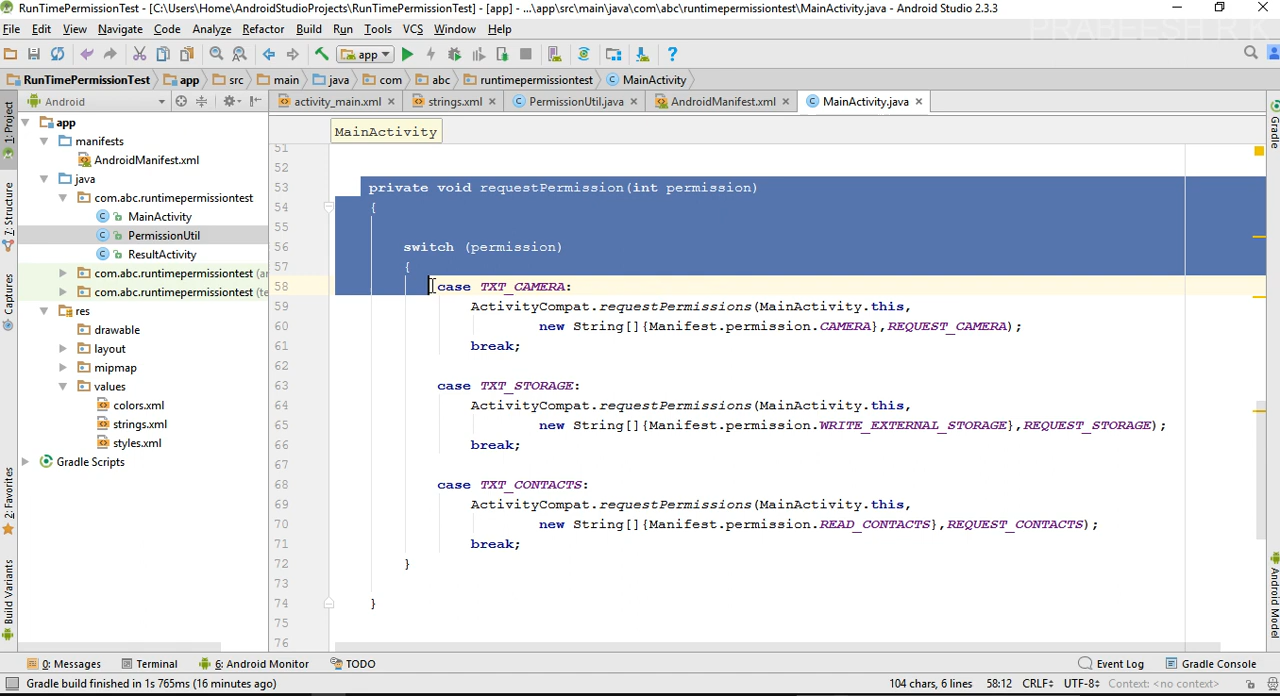 RunTimePermissionTest - [C:\Users\Home\AndroidStudioProjects\RunTimePermissionTest] - [app] - ...\app\src\main\java\com\abc\runtimepermissiontest\MainActivity.java - Android Studio 2.3.3
PRABEESH R K
File Edit View Navigate Code Analyze Refactor Build Run Tools VCS Window Help
app
RunTimePermissionTest app src main java com abc runtimepermissiontest MainActivity
Android activity_main.xml strings.xml PermissionUtil.java AndroidManifest.xml MainActivity.java
1: Project
7: Structure
Captures
2: Favorites
Build Variants
app
manifests
AndroidManifest.xml
java
com.abc.runtimepermissiontest
MainActivity
PermissionUtil
ResultActivity
com.abc.runtimepermissiontest (ar
com.abc.runtimepermissiontest (te
res
drawable
layout
mipmap
values
colors.xml
strings.xml
styles.xml
Gradle Scripts
MainActivity
51
52
53 private void requestPermission(int permission)
54 {
55
56 switch (permission)
57 {
58 case TXT_CAMERA:
59 ActivityCompat.requestPermissions(MainActivity.this,
60 new String[]{Manifest.permission.CAMERA},REQUEST_CAMERA);
61 break;
62
63 case TXT_STORAGE:
64 ActivityCompat.requestPermissions(MainActivity.this,
65 new String[]{Manifest.permission.WRITE_EXTERNAL_STORAGE},REQUEST_STORAGE);
66 break;
67
68 case TXT_CONTACTS:
69 ActivityCompat.requestPermissions(MainActivity.this,
70 new String[]{Manifest.permission.READ_CONTACTS},REQUEST_CONTACTS);
71 break;
72 }
73
74 }
75
76
Gradle
Android Model
0: Messages Terminal 6: Android Monitor TODO Event Log Gradle Console
Gradle build finished in 1s 765ms (16 minutes ago) 104 chars, 6 lines 58:12 CRLF UTF-8 Context: <no context>